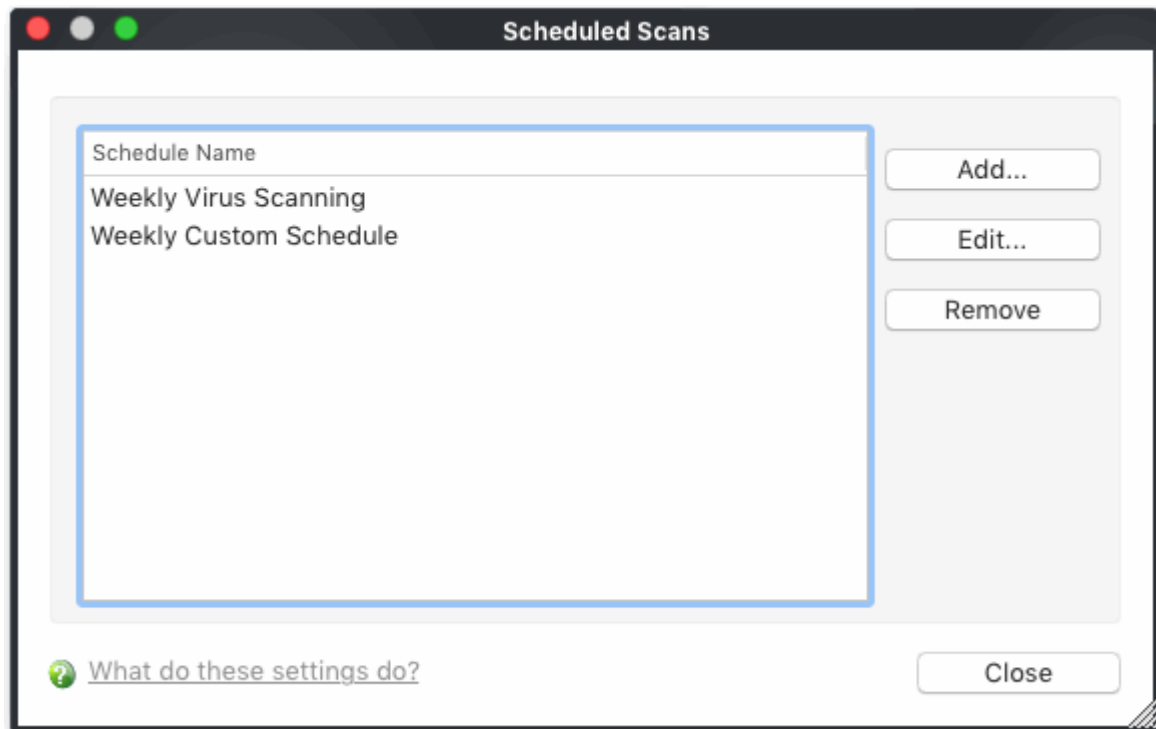 Scheduled Scans
Schedule Name
Weekly Virus Scanning
Weekly Custom Schedule
Add...
Edit...
Remove
What do these settings do?
Close